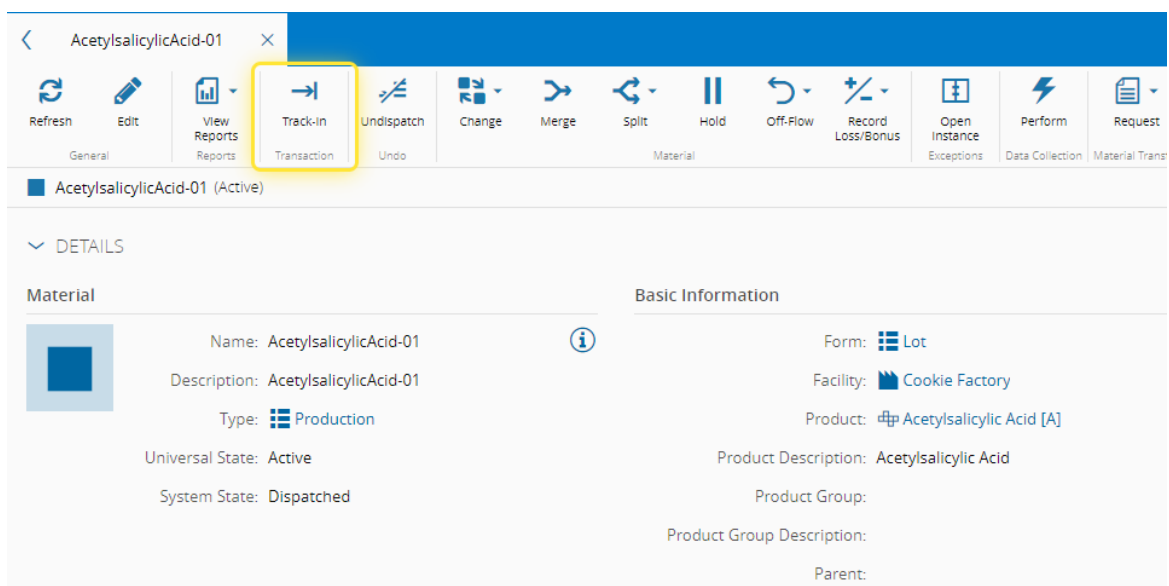 AcetylsalicylicAcid-01
Refresh Edit View Reports Track-In Undispatch Change Merge Split Hold Off-Flow Record Loss/Bonus Open Instance Perform Request
General Reports Transaction Undo Material Exceptions Data Collection Material Trans
AcetylsalicylicAcid-01 (Active)
DETAILS
Material
Name: AcetylsalicylicAcid-01
Description: AcetylsalicylicAcid-01
Type: Production
Universal State: Active
System State: Dispatched
Basic Information
Form: Lot
Facility: Cookie Factory
Product: Acetylsalicylic Acid [A]
Product Description: Acetylsalicylic Acid
Product Group:
Product Group Description:
Parent: